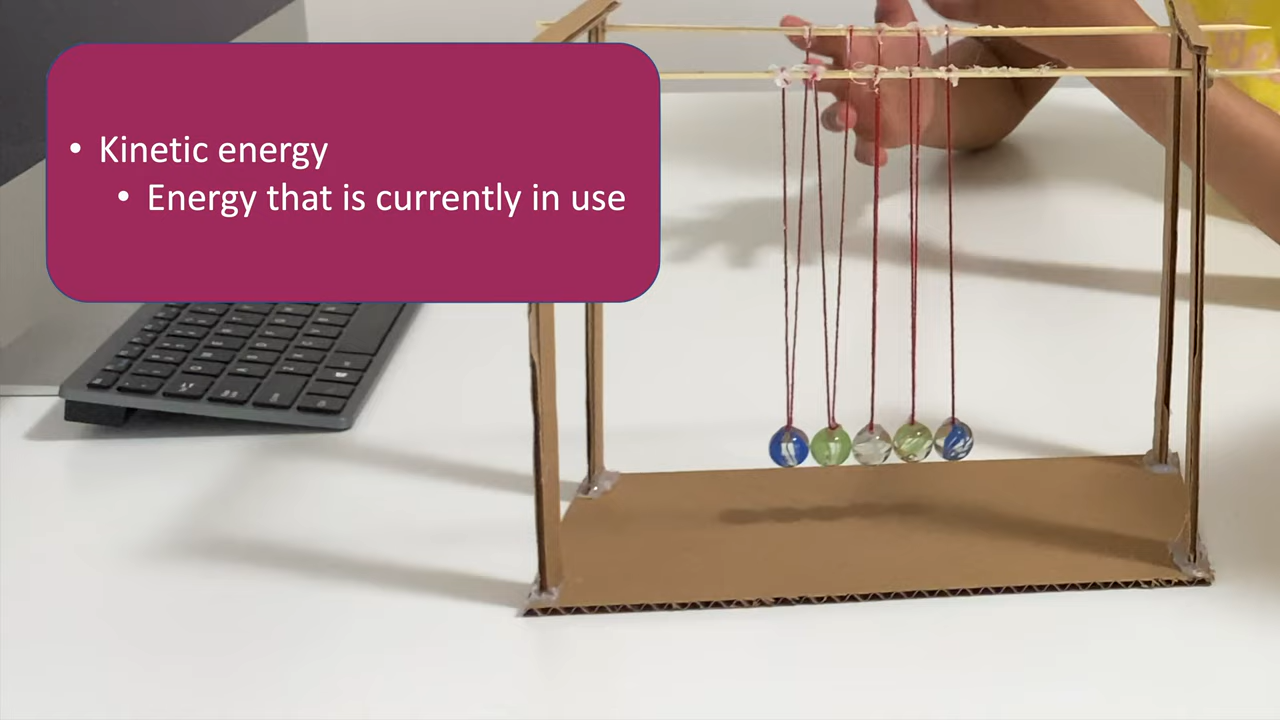 • Kinetic energy
• Energy that is currently in use